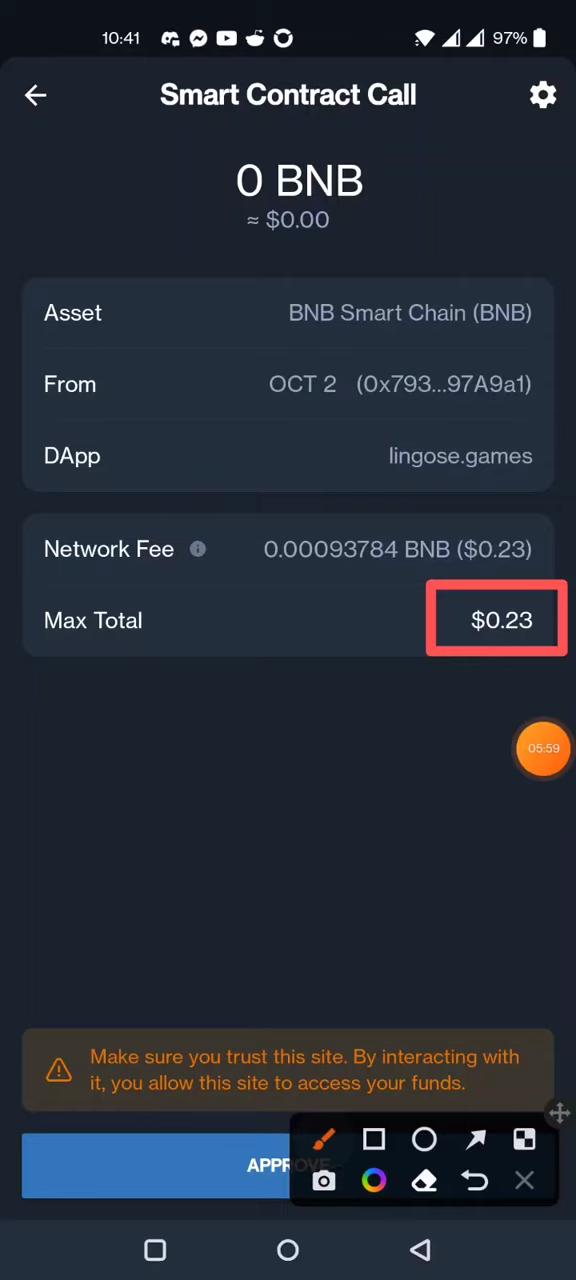 10:41 97%
Smart Contract Call
0 BNB
≈ $0.00
Asset BNB Smart Chain (BNB)
From OCT 2 (0x793...97A9a1)
DApp lingose.games
Network Fee 0.00093784 BNB ($0.23)
Max Total $0.23
05:59
Make sure you trust this site. By interacting with
it, you allow this site to access your funds.
APPROVE